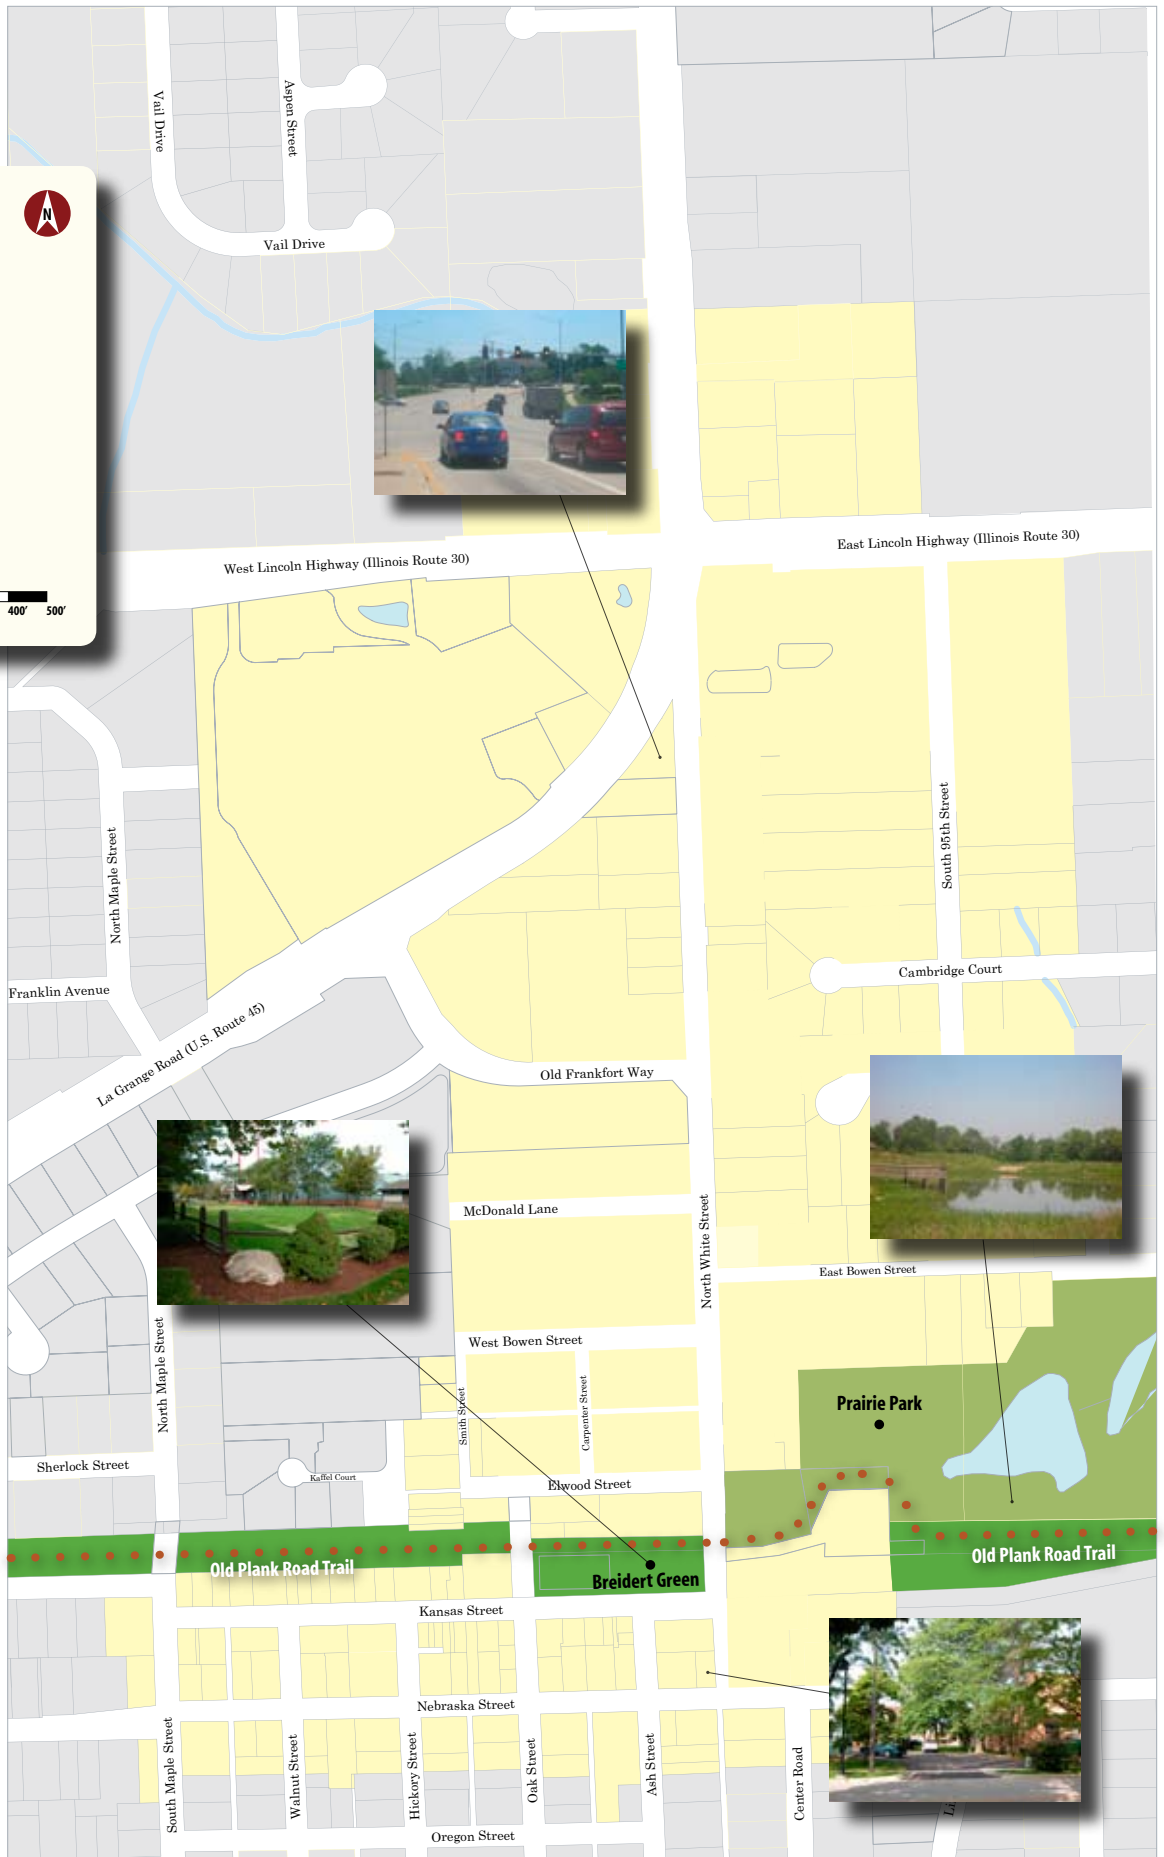 Vail Drive
Aspen Street
N
Vail Drive
West Lincoln Highway (Illinois Route 30)
East Lincoln Highway (Illinois Route 30)
400' 500'
North Maple Street
South 95th Street
Franklin Avenue
Cambridge Court
La Grange Road (U.S. Route 45)
Old Frankfort Way
McDonald Lane
North White Street
East Bowen Street
West Bowen Street
North Maple Street
Smith Street
Carpenter Street
Prairie Park
Sherlock Street
Kaffel Court
Elwood Street
Old Plank Road Trail
Old Plank Road Trail
Breidert Green
Kansas Street
Nebraska Street
South Maple Street
Walnut Street
Hickory Street
Oak Street
Ash Street
Center Road
Oregon Street